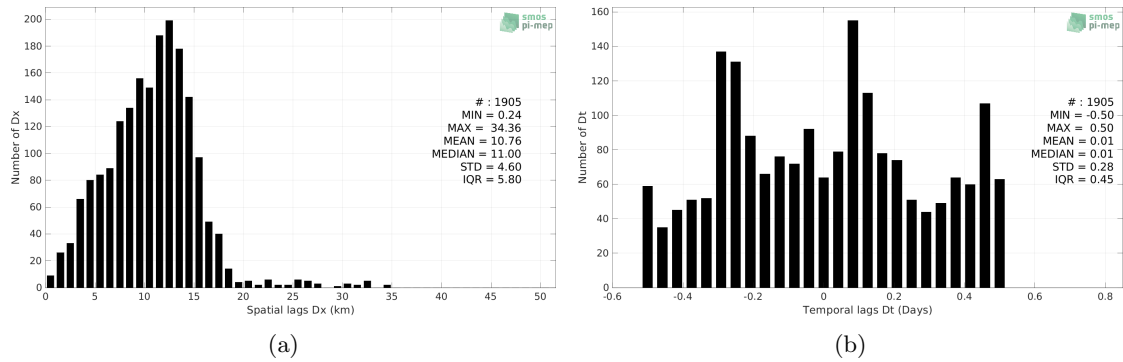 200
180
160
140
120
100
80
60
40
20
0
Number of Dx
0 5 10 15 20 25 30 35 40 45 50
Spatial lags Dx (km)
smos
pi-mep
# : 1905
MIN = 0.24
MAX = 34.36
MEAN = 10.76
MEDIAN = 11.00
STD = 4.60
IQR = 5.80
(a)
160
140
120
100
80
60
40
20
0
Number of Dt
-0.6 -0.4 -0.2 0 0.2 0.4 0.6 0.8
Temporal lags Dt (Days)
smos
pi-mep
# : 1905
MIN = -0.50
MAX = 0.50
MEAN = 0.01
MEDIAN = 0.01
STD = 0.28
IQR = 0.45
(b)